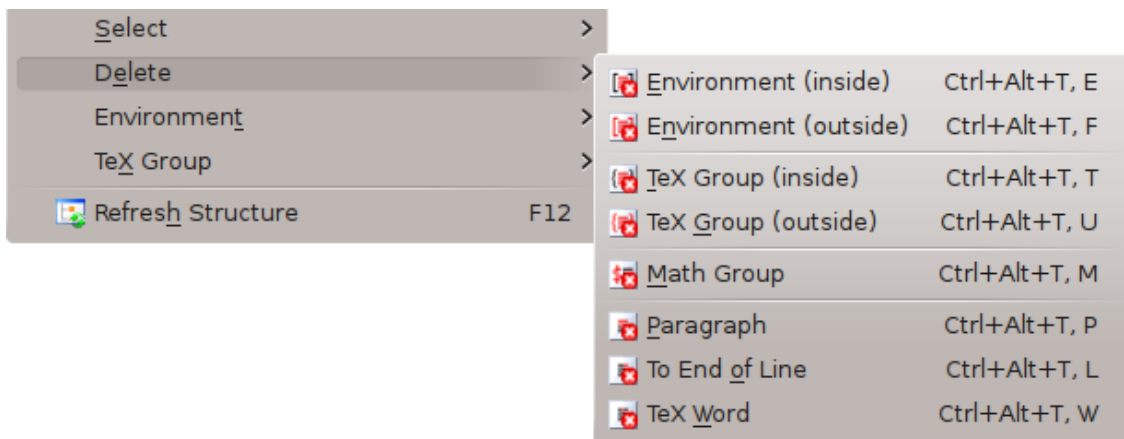 Select
Delete
Environment
TeX Group
Refresh Structure F12
Environment (inside) Ctrl+Alt+T, E
Environment (outside) Ctrl+Alt+T, F
TeX Group (inside) Ctrl+Alt+T, T
TeX Group (outside) Ctrl+Alt+T, U
Math Group Ctrl+Alt+T, M
Paragraph Ctrl+Alt+T, P
To End of Line Ctrl+Alt+T, L
TeX Word Ctrl+Alt+T, W